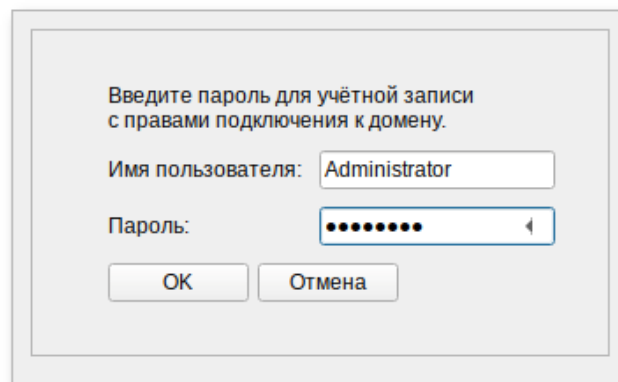 Введите пароль для учётной записи
с правами подключения к домену.
Имя пользователя: Administrator
Пароль: ●●●●●●●●
OK Отмена